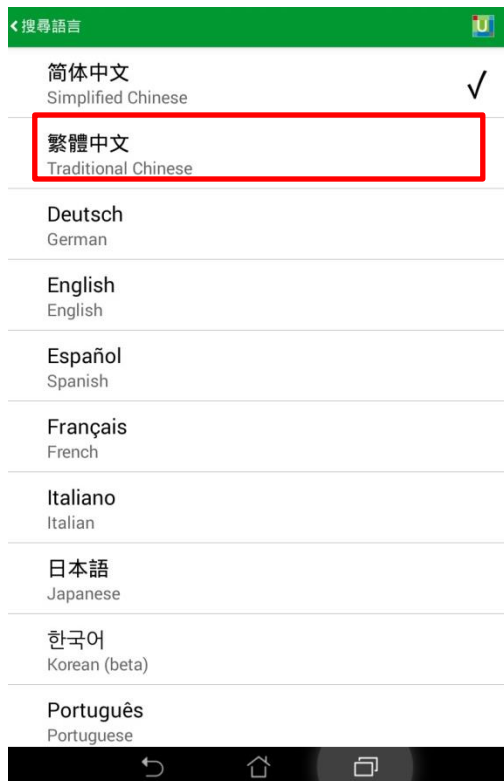 搜尋語言
U
简体中文
Simplified Chinese
繁體中文
Traditional Chinese
Deutsch
German
English
English
Español
Spanish
Français
French
Italiano
Italian
日本語
Japanese
한국어
Korean (beta)
Português
Portuguese